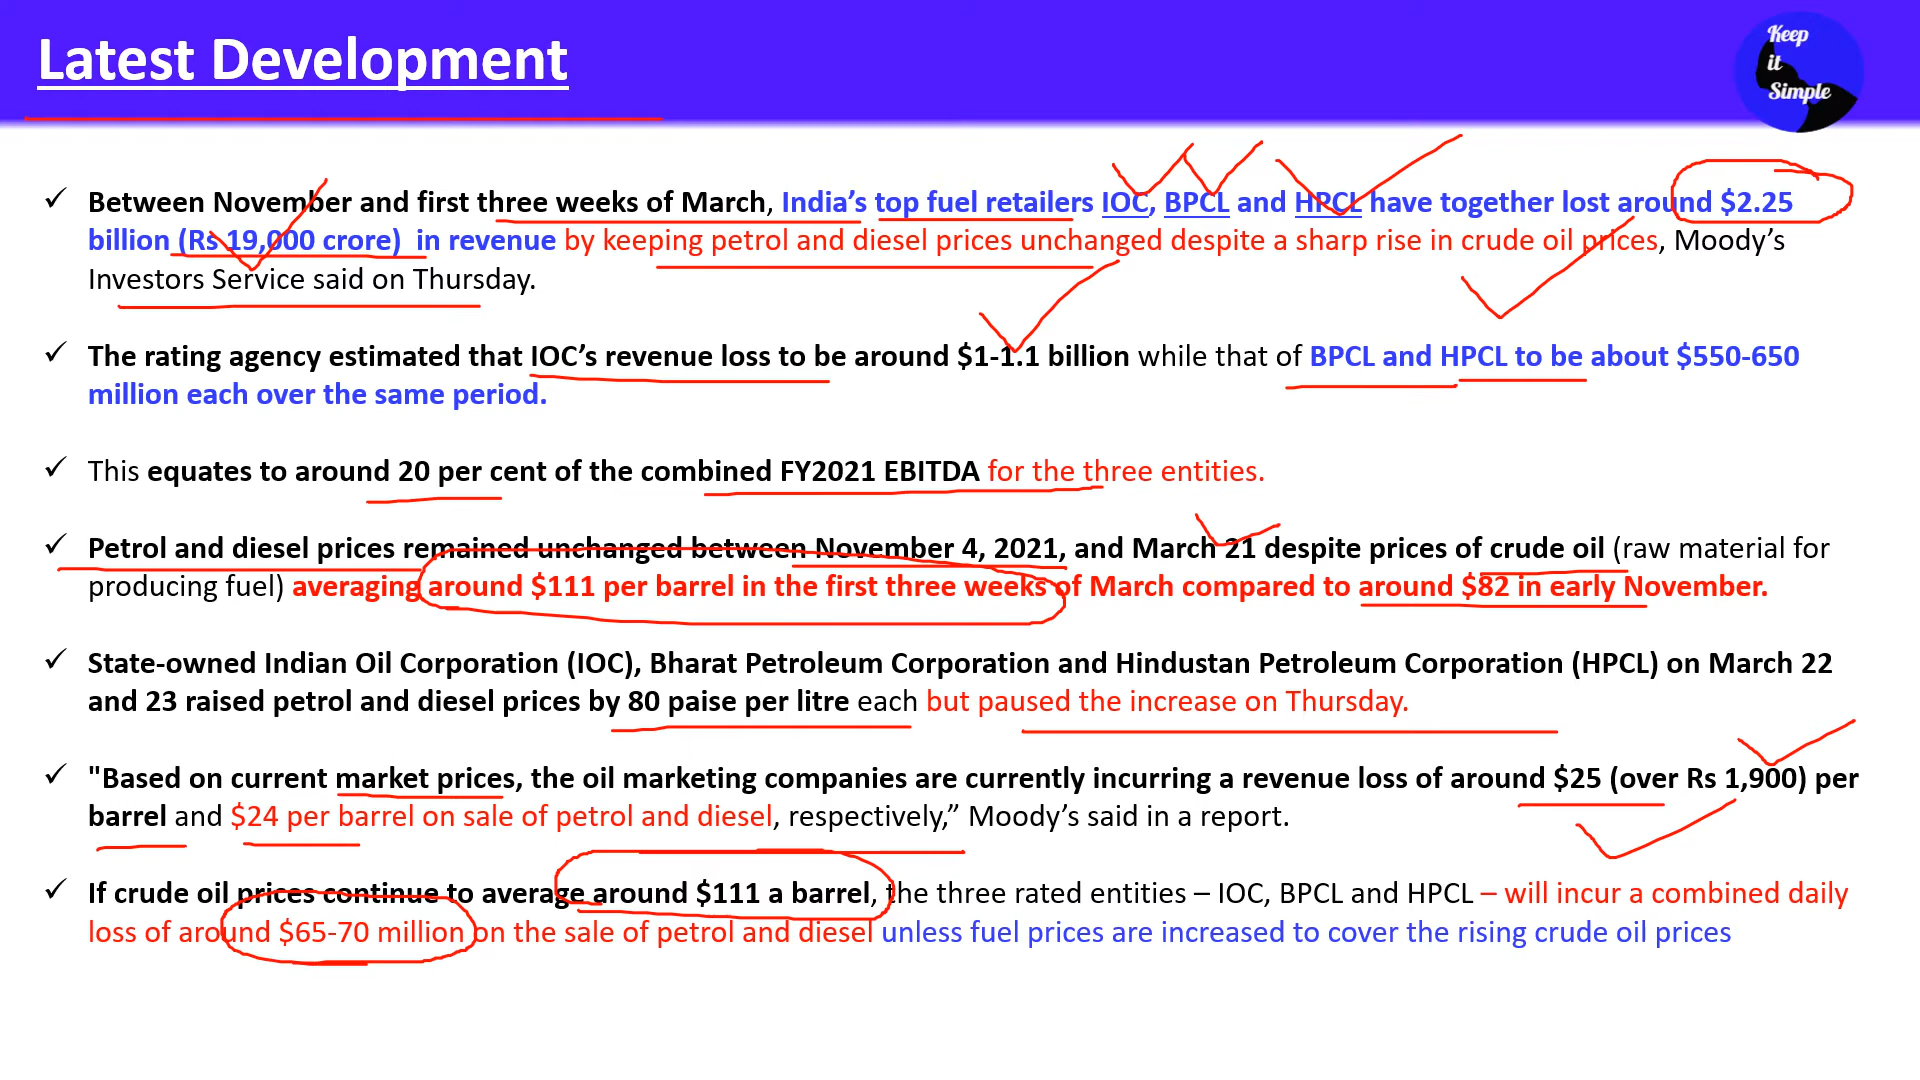 Latest Development
Keep
it
Simple
✓ Between November and first three weeks of March, India’s top fuel retailers IOC, BPCL and HPCL have together lost around $2.25
billion (Rs 19,000 crore) in revenue by keeping petrol and diesel prices unchanged despite a sharp rise in crude oil prices, Moody’s
Investors Service said on Thursday.
✓ The rating agency estimated that IOC’s revenue loss to be around $1-1.1 billion while that of BPCL and HPCL to be about $550-650
million each over the same period.
✓ This equates to around 20 per cent of the combined FY2021 EBITDA for the three entities.
✓ Petrol and diesel prices remained unchanged between November 4, 2021, and March 21 despite prices of crude oil (raw material for
producing fuel) averaging around $111 per barrel in the first three weeks of March compared to around $82 in early November.
✓ State-owned Indian Oil Corporation (IOC), Bharat Petroleum Corporation and Hindustan Petroleum Corporation (HPCL) on March 22
and 23 raised petrol and diesel prices by 80 paise per litre each but paused the increase on Thursday.
✓ "Based on current market prices, the oil marketing companies are currently incurring a revenue loss of around $25 (over Rs 1,900) per
barrel and $24 per barrel on sale of petrol and diesel, respectively,” Moody’s said in a report.
✓ If crude oil prices continue to average around $111 a barrel, the three rated entities – IOC, BPCL and HPCL – will incur a combined daily
loss of around $65-70 million on the sale of petrol and diesel unless fuel prices are increased to cover the rising crude oil prices